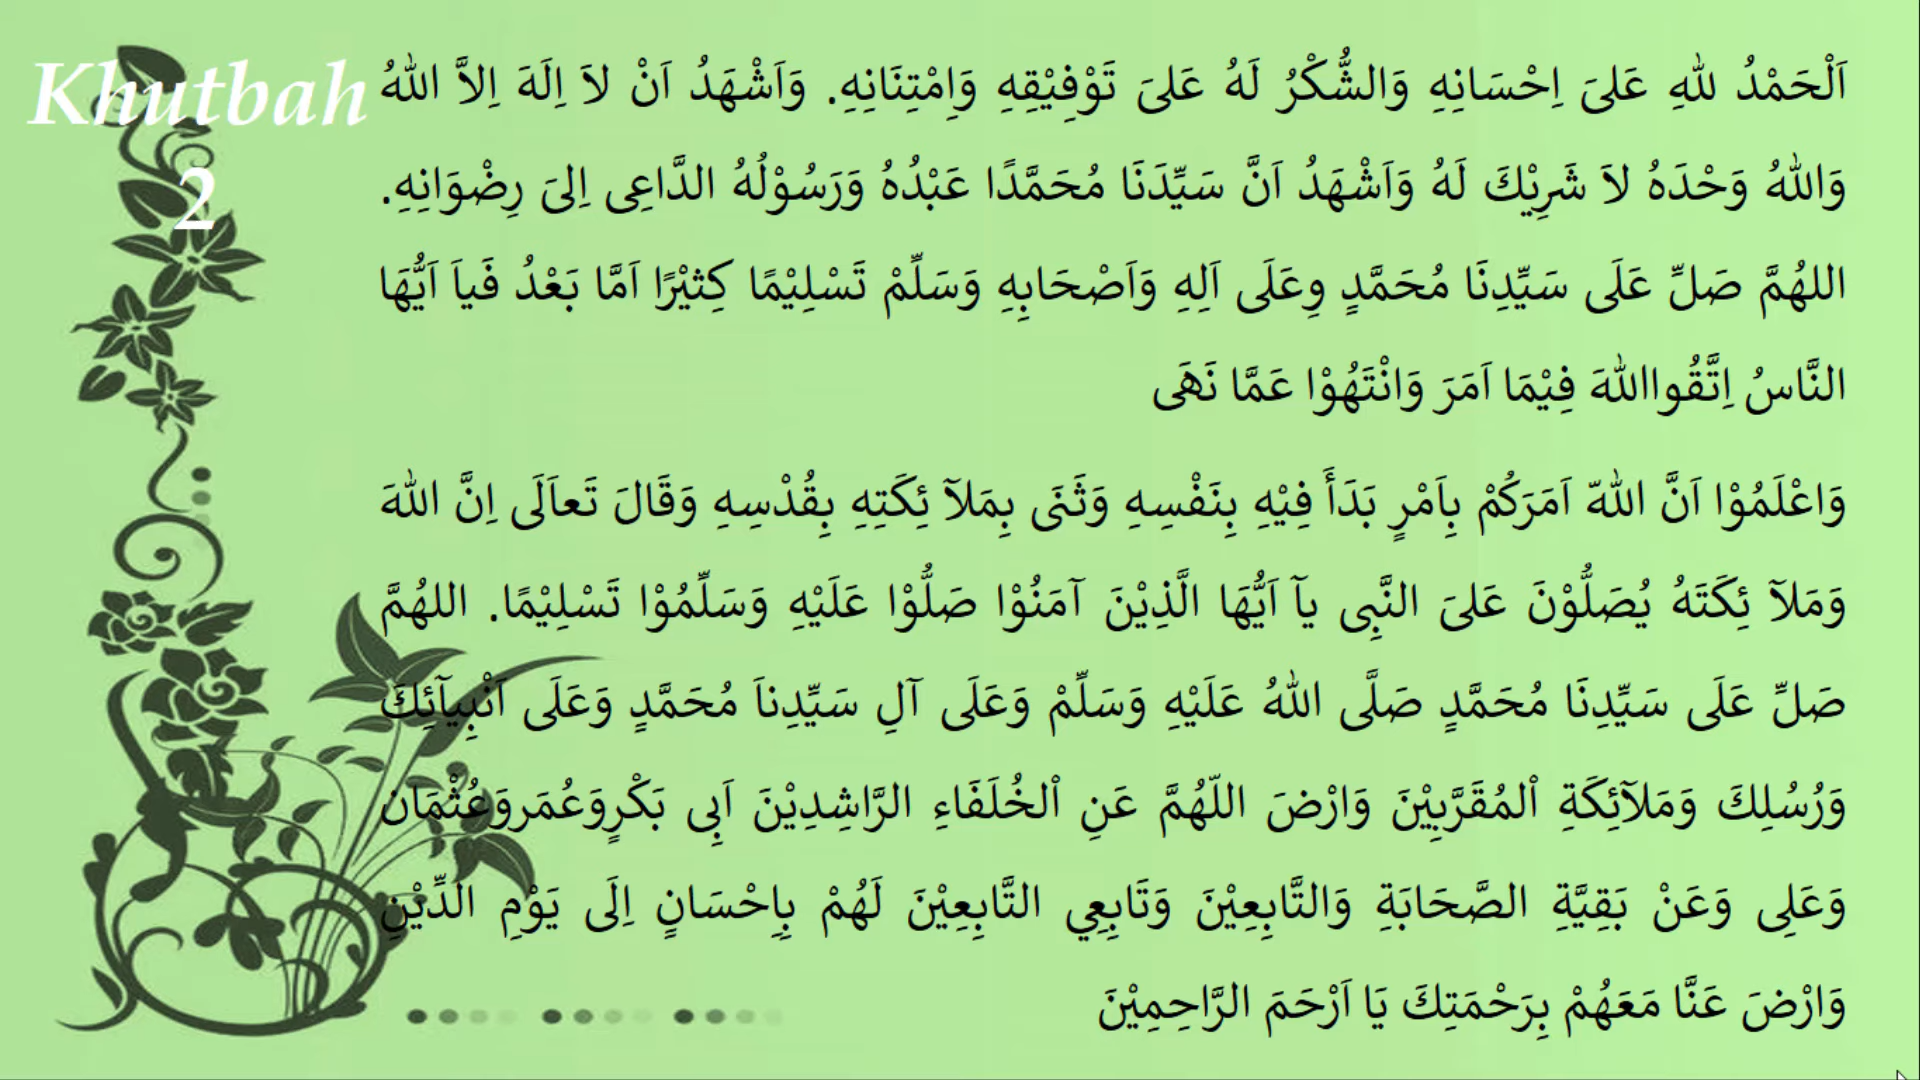 Khutbah
2
اَلْحَمْدُ للهِ عَلىَ اِحْسَانِهِ وَالشُّكْرُ لَهُ عَلىَ تَوْفِيْقِهِ وَاِمْتِنَانِهِ. وَاَشْهَدُ اَنْ لاَ اِلَهَ اِلاَّ اللهُ
وَاللهُ وَحْدَهُ لاَ شَرِيْكَ لَهُ وَاَشْهَدُ اَنَّ سَيِّدَنَا مُحَمَّدًا عَبْدُهُ وَرَسُوْلُهُ الدَّاعِى اِلىَ رِضْوَانِهِ.
اللهُمَّ صَلِّ عَلَى سَيِّدِنَا مُحَمَّدٍ وِعَلَى اَلِهِ وَاَصْحَابِهِ وَسَلِّمْ تَسْلِيْمًا كِثيْرًا اَمَّا بَعْدُ فَياَ اَيُّهَا
النَّاسُ اِتَّقُوااللهَ فِيْمَا اَمَرَ وَانْتَهُوْا عَمَّا نَهَى
وَاعْلَمُوْا اَنَّ اللهّ اَمَرَكُمْ بِاَمْرٍ بَدَأَ فِيْهِ بِنَفْسِهِ وَثَنَى بِمَلآ ئِكَتِهِ بِقُدْسِهِ وَقَالَ تَعاَلَى اِنَّ اللهَ
وَمَلآ ئِكَتَهُ يُصَلُّوْنَ عَلىَ النَّبِى يآ اَيُّهَا الَّذِيْنَ آمَنُوْا صَلُّوْا عَلَيْهِ وَسَلِّمُوْا تَسْلِيْمًا. اللهُمَّ
صَلِّ عَلَى سَيِّدِنَا مُحَمَّدٍ صَلَّى اللهُ عَلَيْهِ وَسَلِّمْ وَعَلَى آلِ سَيِّدِناَ مُحَمَّدٍ وَعَلَى اَنْبِيآئِكَ
وَرُسُلِكَ وَمَلآئِكَةِ اْلمُقَرَّبِيْنَ وَارْضَ اللّهُمَّ عَنِ اْلخُلَفَاءِ الرَّاشِدِيْنَ اَبِى بَكْرٍوَعُمَروَعُثْمَان
وَعَلِى وَعَنْ بَقِيَّةِ الصَّحَابَةِ وَالتَّابِعِيْنَ وَتَابِعِي التَّابِعِيْنَ لَهُمْ بِاِحْسَانٍ اِلَى يَوْمِ الدِّيْنِ
وَارْضَ عَنَّا مَعَهُمْ بِرَحْمَتِكَ يَا اَرْحَمَ الرَّاحِمِيْنَ